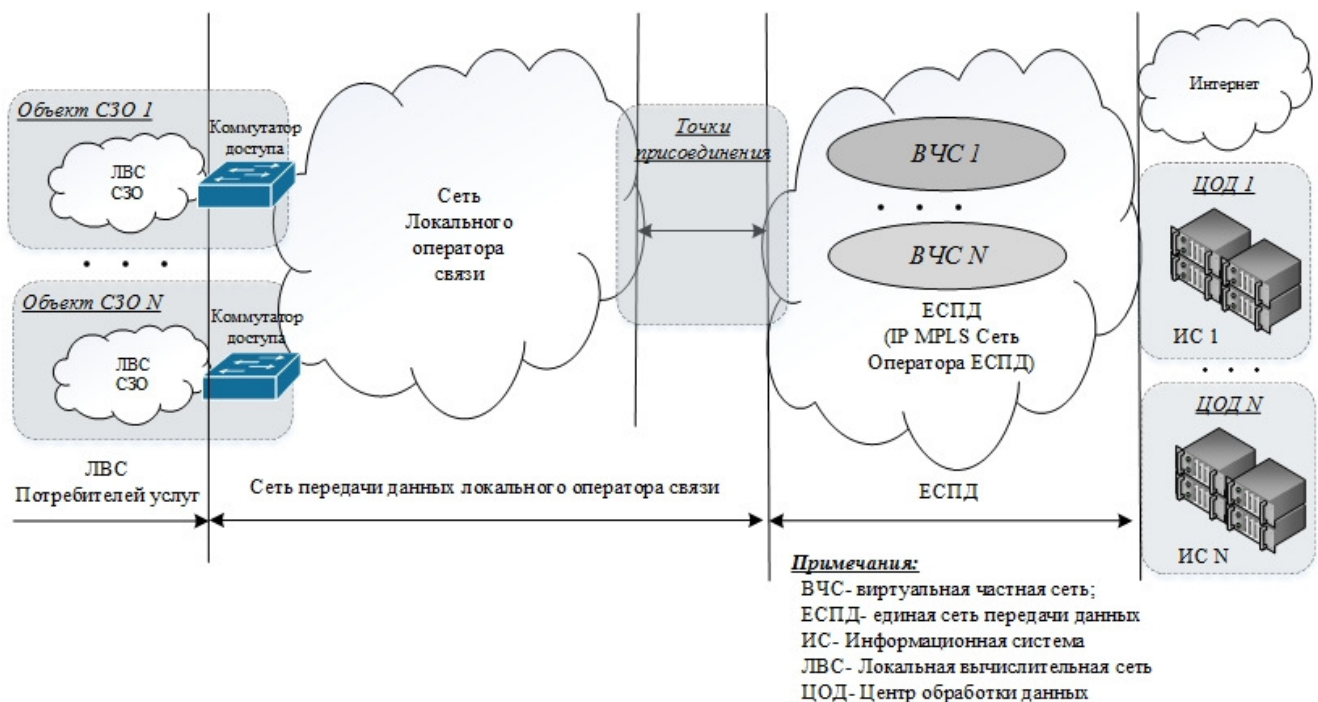 Объект СЗО 1
ЛВС
СЗО
Коммутатор
доступа
Объект СЗО N
ЛВС
СЗО
Коммутатор
доступа
Сеть
Локального
оператора
связи
Точки
присоединения
ВЧС 1
ВЧС N
ЕСПД
(IP MPLS Сеть
Оператора ЕСПД)
Интернет
ЦОД 1
ИС 1
ЦОД N
ИС N
ЛВС
Потребителей услуг
Сеть передачи данных локального оператора связи
ЕСПД
Примечания:
ВЧС- виртуальная частная сеть;
ЕСПД- единая сеть передачи данных
ИС- Информационная система
ЛВС- Локальная вычислительная сеть
ЦОД- Центр обработки данных